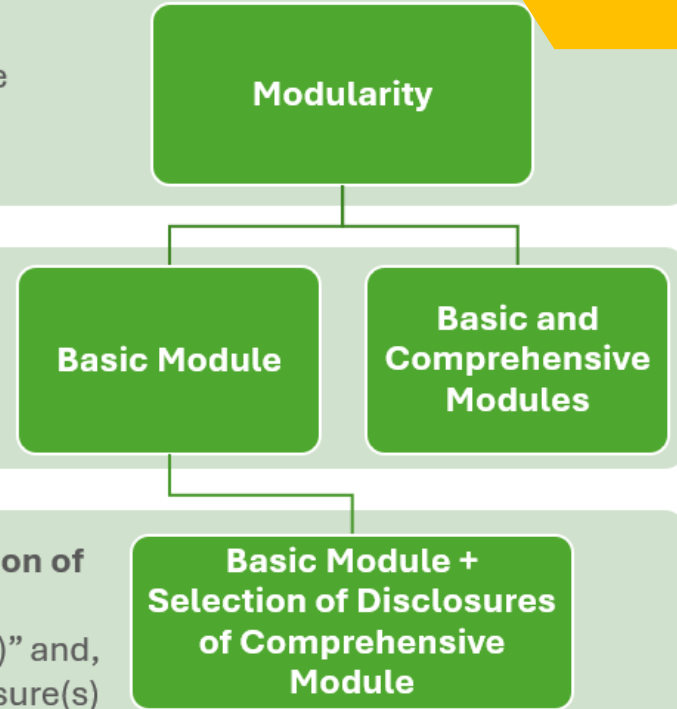 e
Modularity
Basic Module
Basic and
Comprehensive
Modules
on of
)” and,
sure(s)
Basic Module +
Selection of Disclosures
of Comprehensive
Module